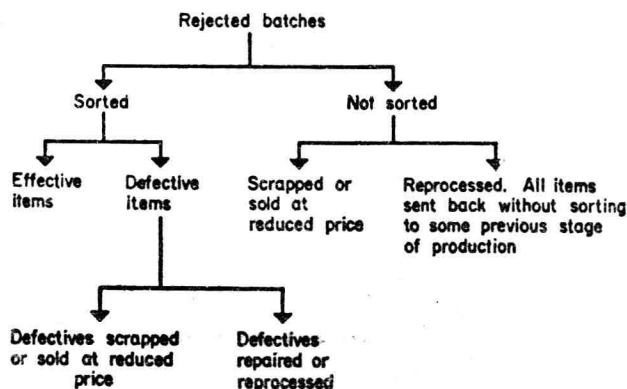 Rejected batches
Sorted
Not sorted
Effective
items
Defective
items
Scrapped or
sold at
reduced price
Reprocessed. All items
sent back without sorting
to some previous stage
of production
Defectives scrapped
or sold at reduced
price
Defectives
repaired or
reprocessed